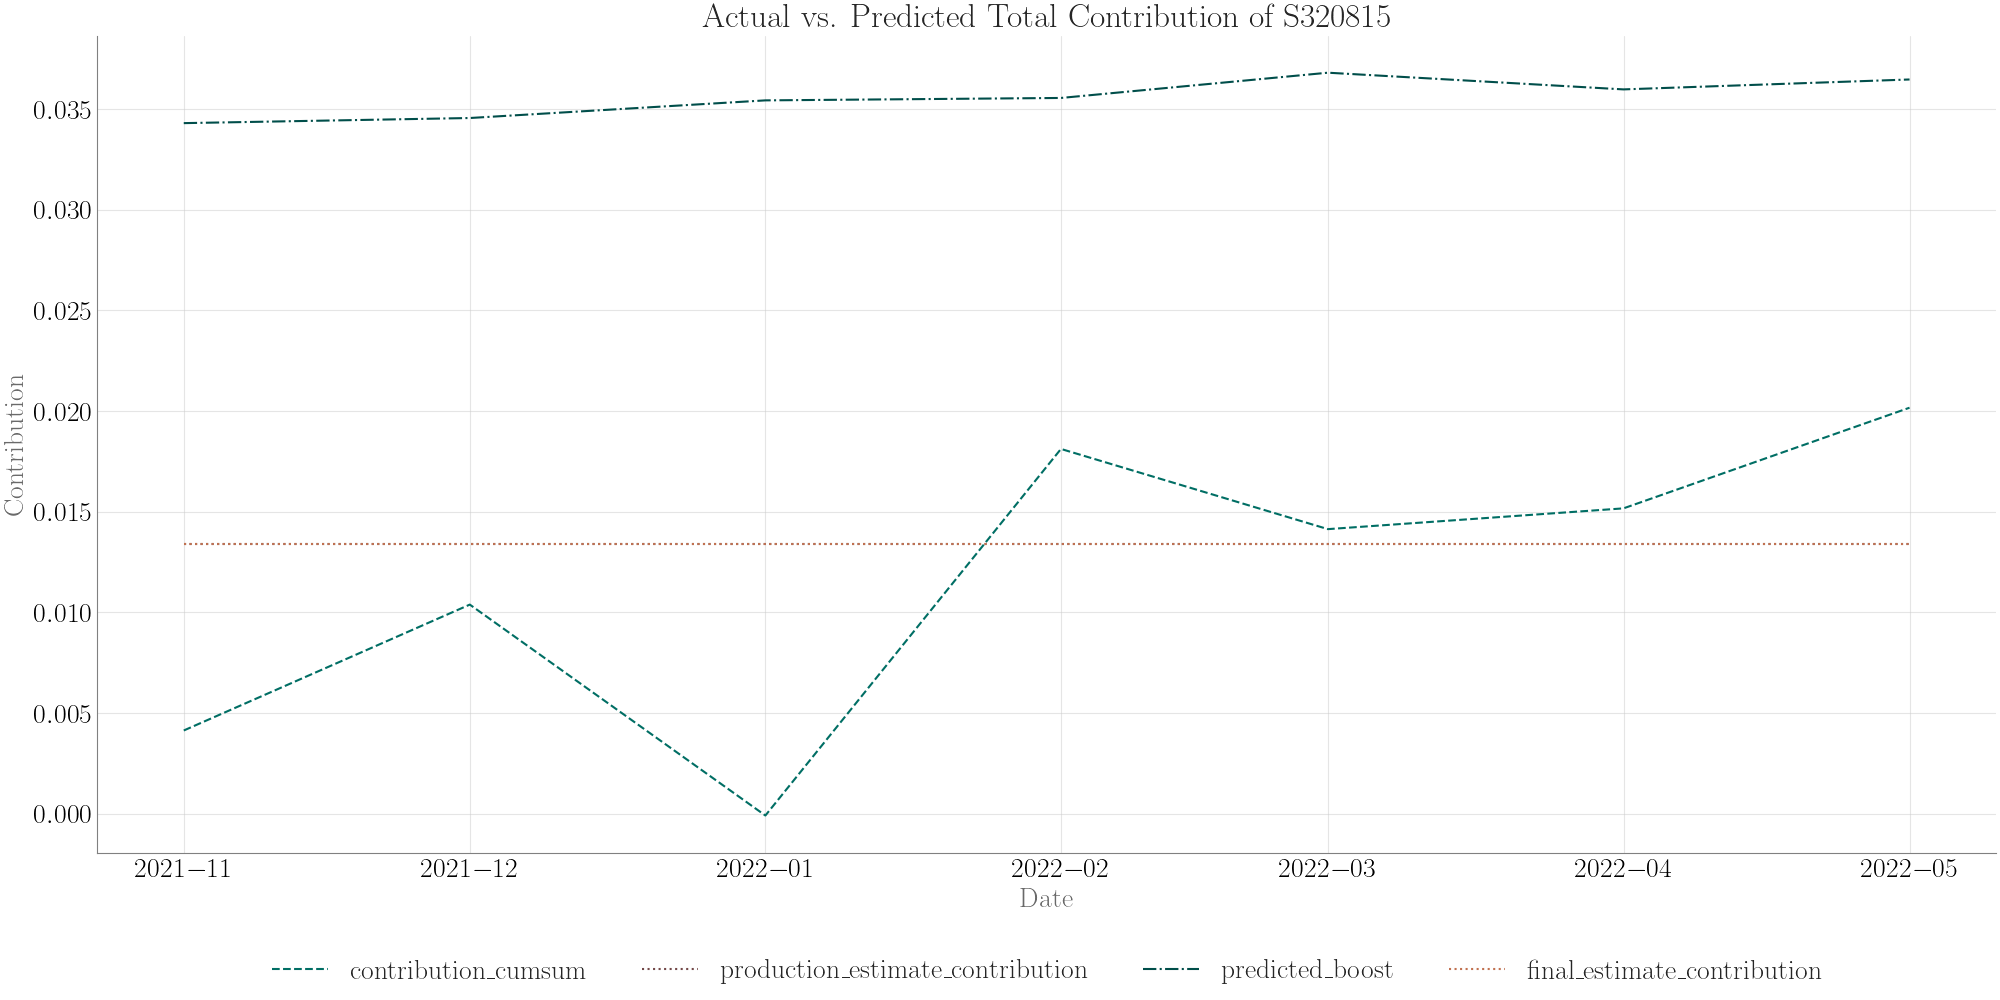 Actual vs. Predicted Total Contribution of S320815
Contribution
0.035
0.030
0.025
0.020
0.015
0.010
0.005
0.000
2021−11 2021−12 2022−01 2022−02 2022−03 2022−04 2022−05
Date
contribution_cumsum production_estimate_contribution predicted_boost final_estimate_contribution